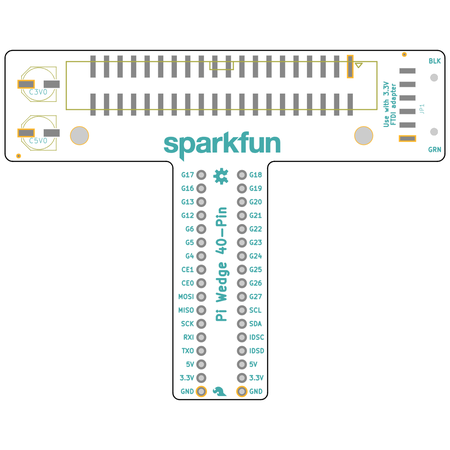 BLK
C3V0
C5V0
Use with 3.3V
FTDI adapter
JP1
GRN
sparkfun
G17 G18
G16 G19
G13 G20
G12 G21
G6 G22
G5 G23
G4 G24
CE1 G25
CE0 G26
MOSI G27
MISO SCL
SCK SDA
RXI IDSC
TXO IDSD
5V 5V
3.3V 3.3V
GND GND
Pi Wedge 40-Pin